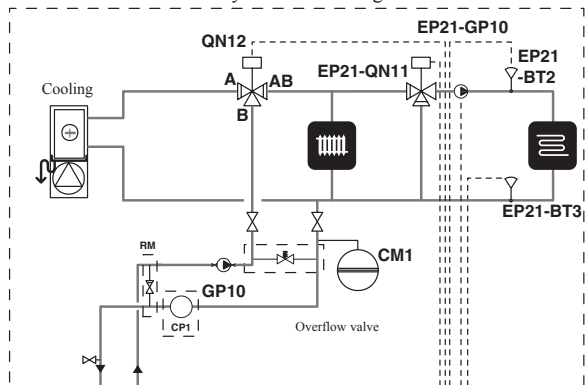 EP21-GP10
QN12
EP21
-BT2
EP21-QN11
A
AB
Cooling
B
EP21-BT3
RM
CM1
GP10
CP1
Overflow valve